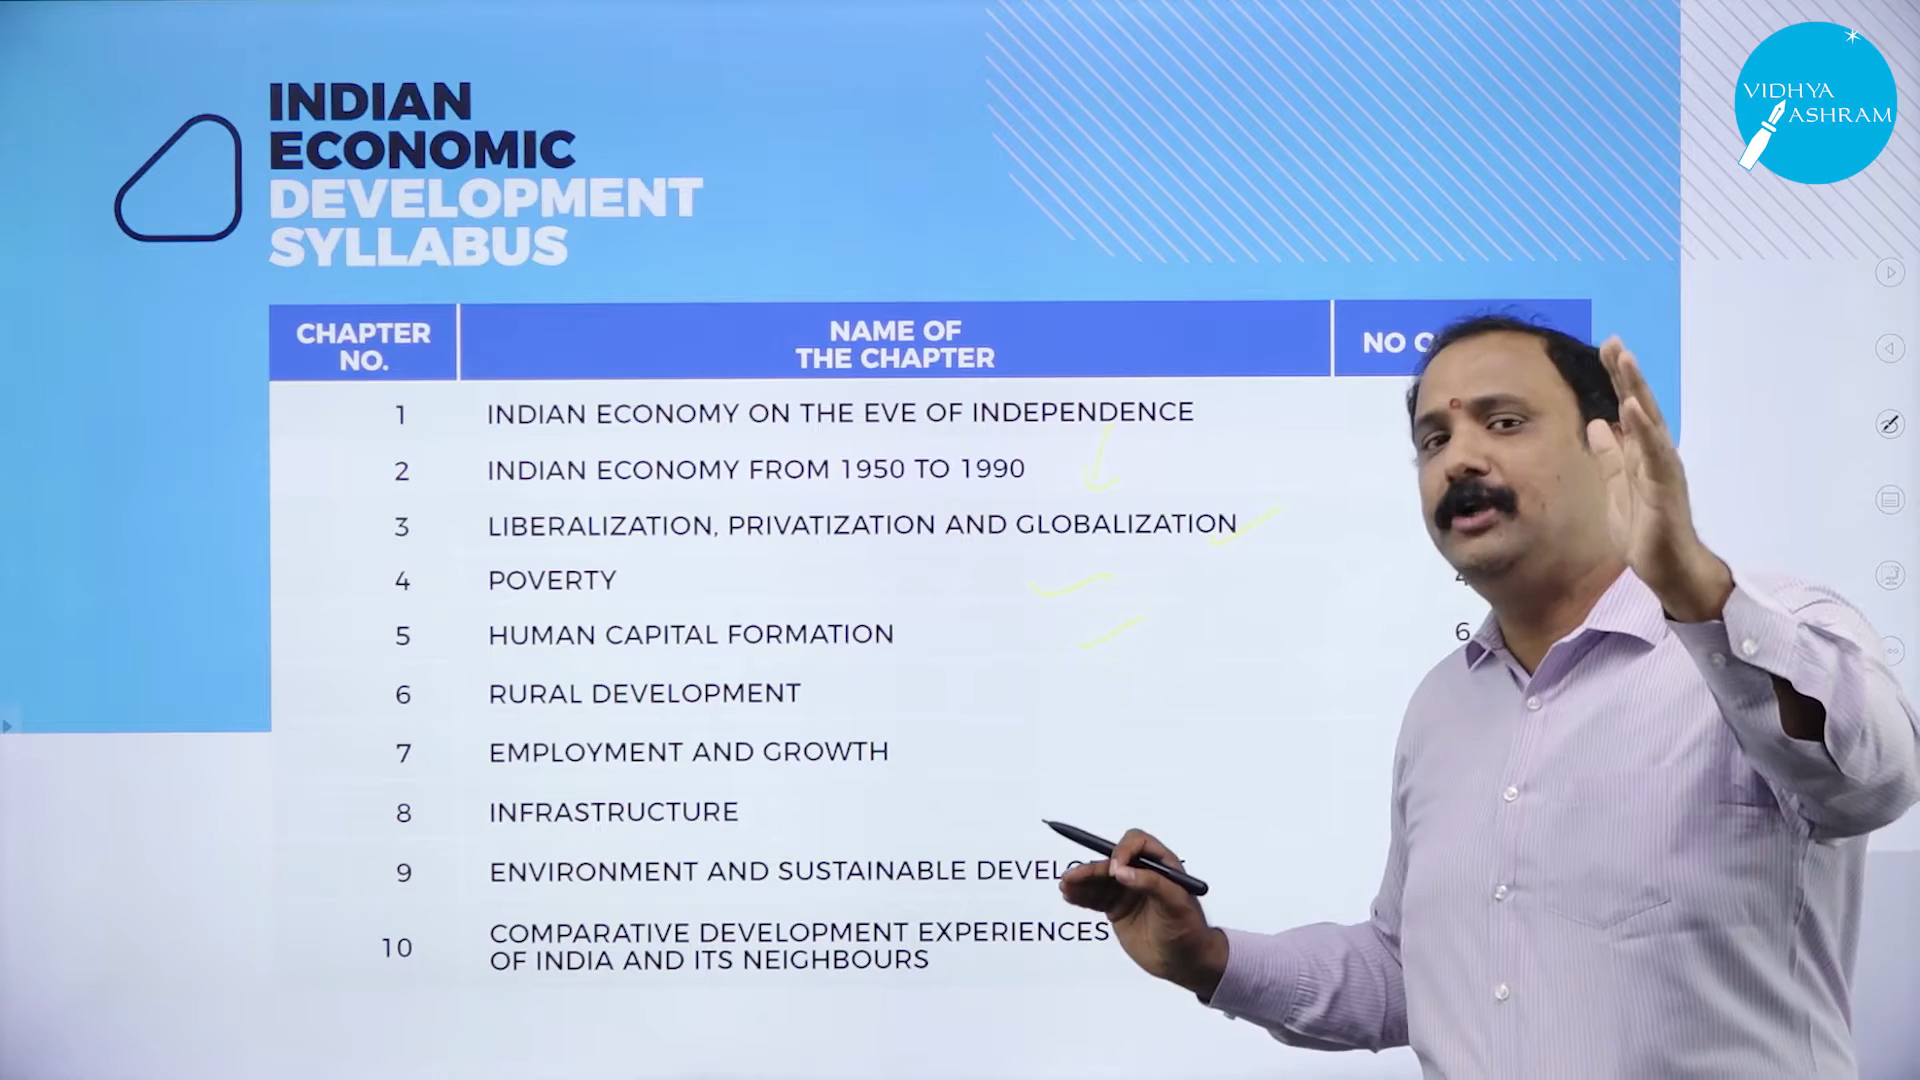 VIDHYA
ASHRAM
INDIAN
ECONOMIC
DEVELOPMENT
SYLLABUS
CHAPTER
NO.
NAME OF
THE CHAPTER
NO
1 INDIAN ECONOMY ON THE EVE OF INDEPENDENCE
2 INDIAN ECONOMY FROM 1950 TO 1990
3 LIBERALIZATION, PRIVATIZATION AND GLOBALIZATION
4 POVERTY
5 HUMAN CAPITAL FORMATION 6
6 RURAL DEVELOPMENT
7 EMPLOYMENT AND GROWTH
8 INFRASTRUCTURE
9 ENVIRONMENT AND SUSTAINABLE
10 COMPARATIVE DEVELOPMENT EXPERIENCES
OF INDIA AND ITS NEIGHBOURS